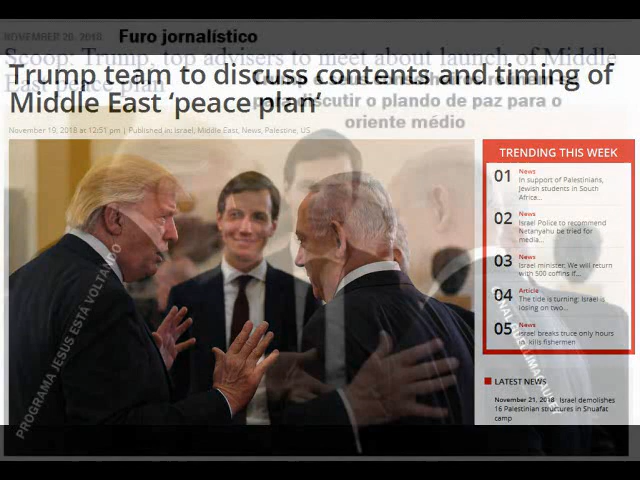 NOVEMBER 20, 2018 Furo jornalístico
Scoop: Trump, top advisers to meet about launch of Middle
East peace plan
Trump team to discuss contents and timing of
Middle East ‘peace plan’
para discutir o plando de paz para o
oriente médio
November 19, 2018 at 12:51 pm | Published in: Israel, Middle East, News, Palestine, US
TRENDING THIS WEEK
01 News
In support of Palestinians,
Jewish students in South
Africa...
02 News
Israel Police to recommend
Netanyahu be tried for
media...
03 News
Israel minister: We will return
with 500 coffins if...
04 Article
The tide is turning: Israel is
losing on two...
05 News
Israel breaks truce only hours
kills fishermen
LATEST NEWS
November 21, 2018 Israel demolishes
16 Palestinian structures in Shuafat
camp
PROGRAMA JESUS ESTÁ VOLTANDO